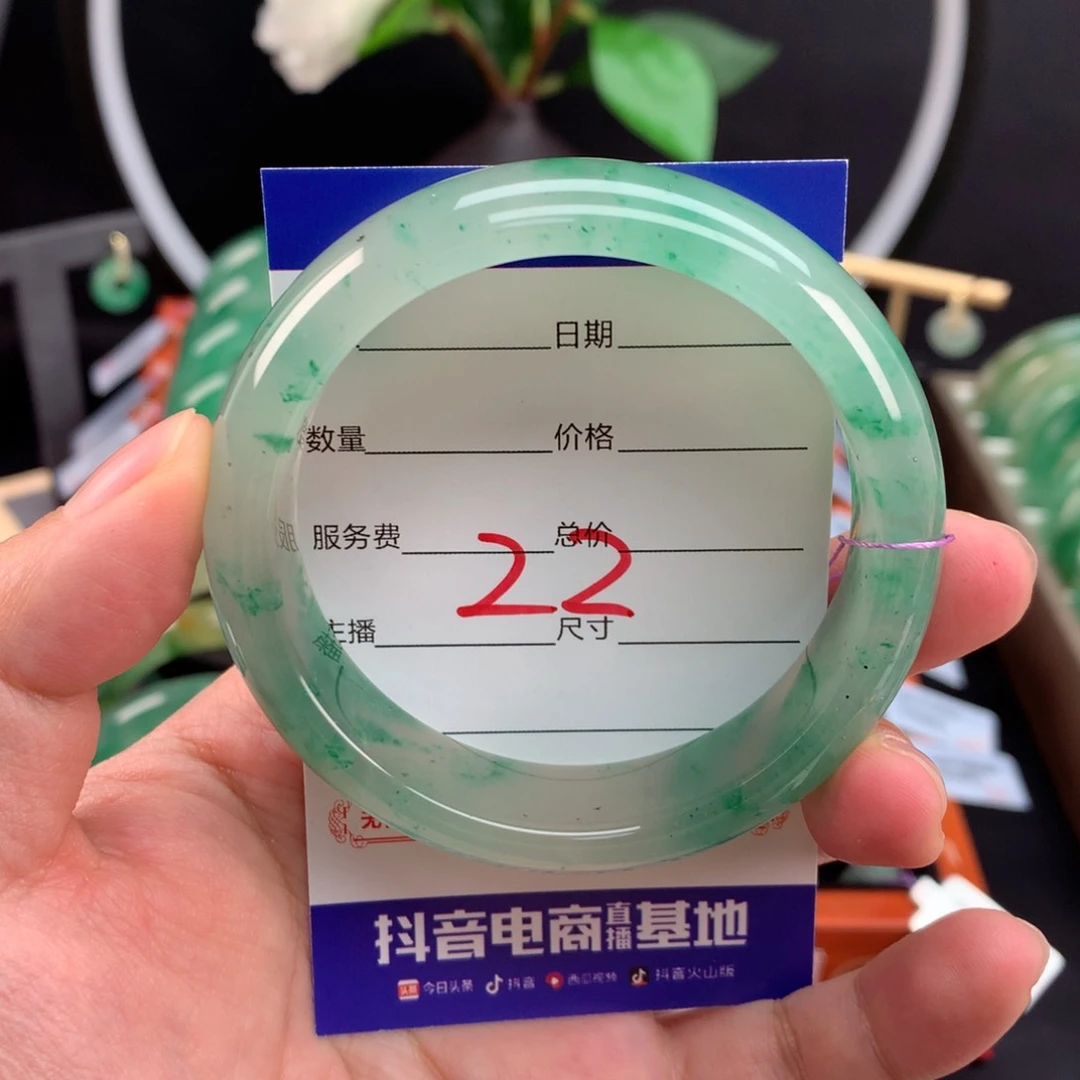 日期
数量 价格
服务费 总价
22
主播 尺寸
抖音电商直播基地
今日头条 抖音 西瓜视频 抖音火山版